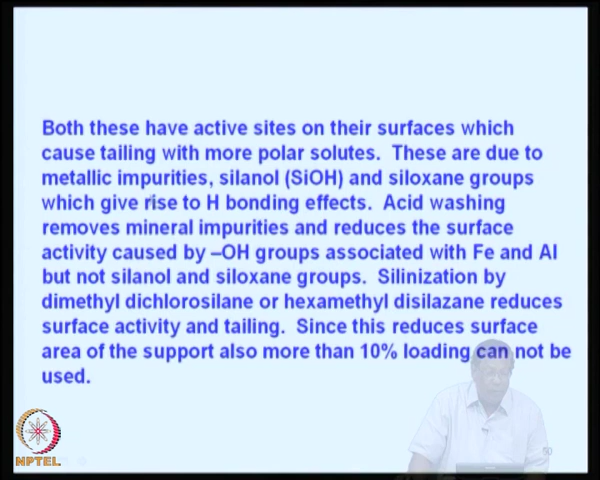 Both these have active sites on their surfaces which
cause tailing with more polar solutes. These are due to
metallic impurities, silanol (SiOH) and siloxane groups
which give rise to H bonding effects. Acid washing
removes mineral impurities and reduces the surface
activity caused by –OH groups associated with Fe and Al
but not silanol and siloxane groups. Silinization by
dimethyl dichlorosilane or hexamethyl disilazane reduces
surface activity and tailing. Since this reduces surface
area of the support also more than 10% loading can not be
used.
NPTEL